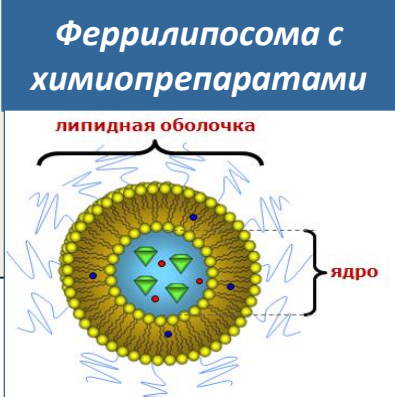 Феррилипосома с
химиопрепаратами
липидная оболочка
ядро